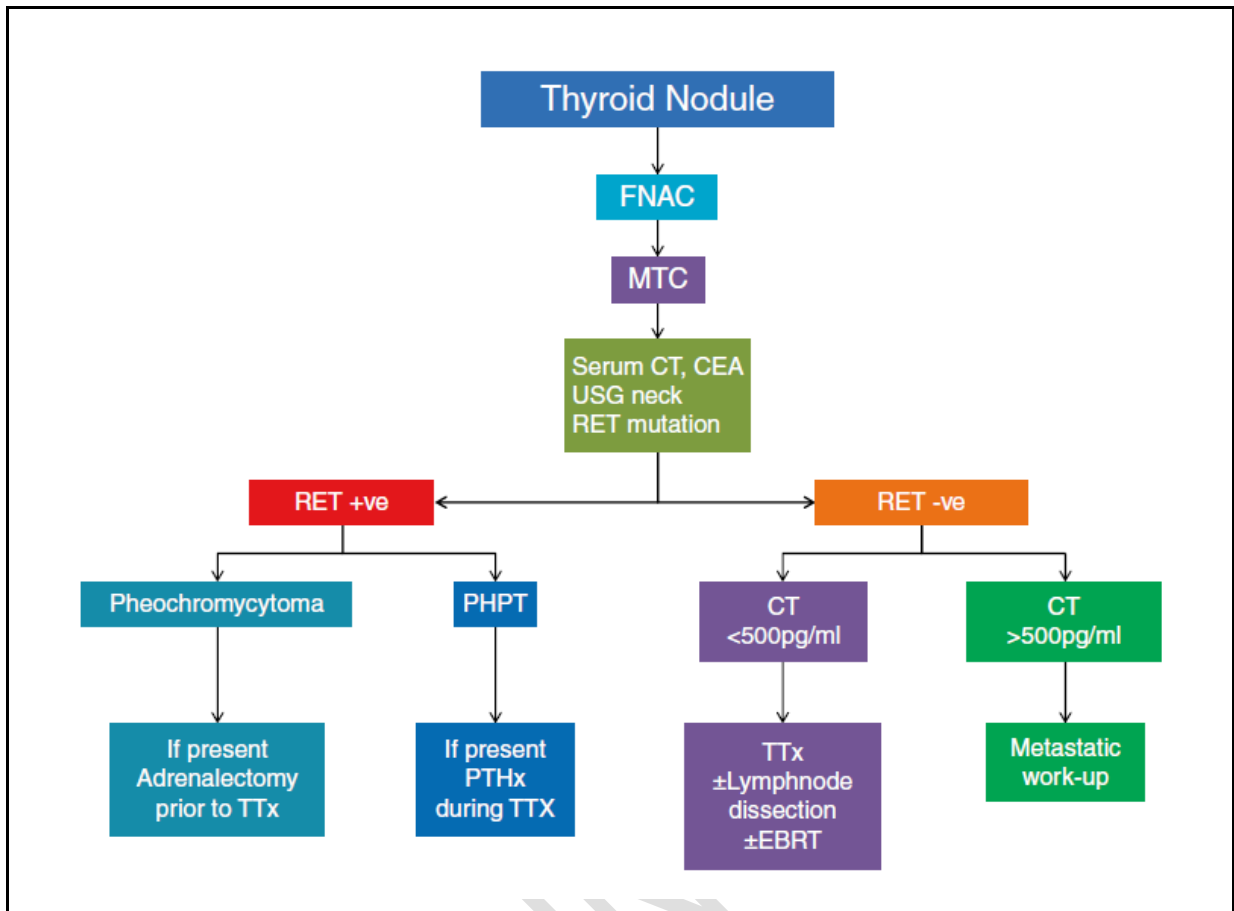 Thyroid Nodule
FNAC
MTC
Serum CT, CEA
USG neck
RET mutation
RET +ve
RET -ve
Pheochromycytoma
PHPT
CT
<500pg/ml
CT
>500pg/ml
If present
Adrenalectomy
prior to TTx
If present
PTHx
during TTX
TTx
±Lymphnode
dissection
±EBRT
Metastatic
work-up